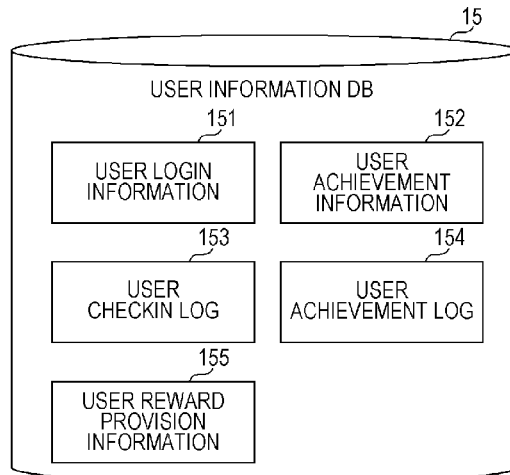 15
USER INFORMATION DB
151
USER LOGIN
INFORMATION
152
USER
ACHIEVEMENT
INFORMATION
153
USER
CHECKIN LOG
154
USER
ACHIEVEMENT LOG
155
USER REWARD
PROVISION
INFORMATION